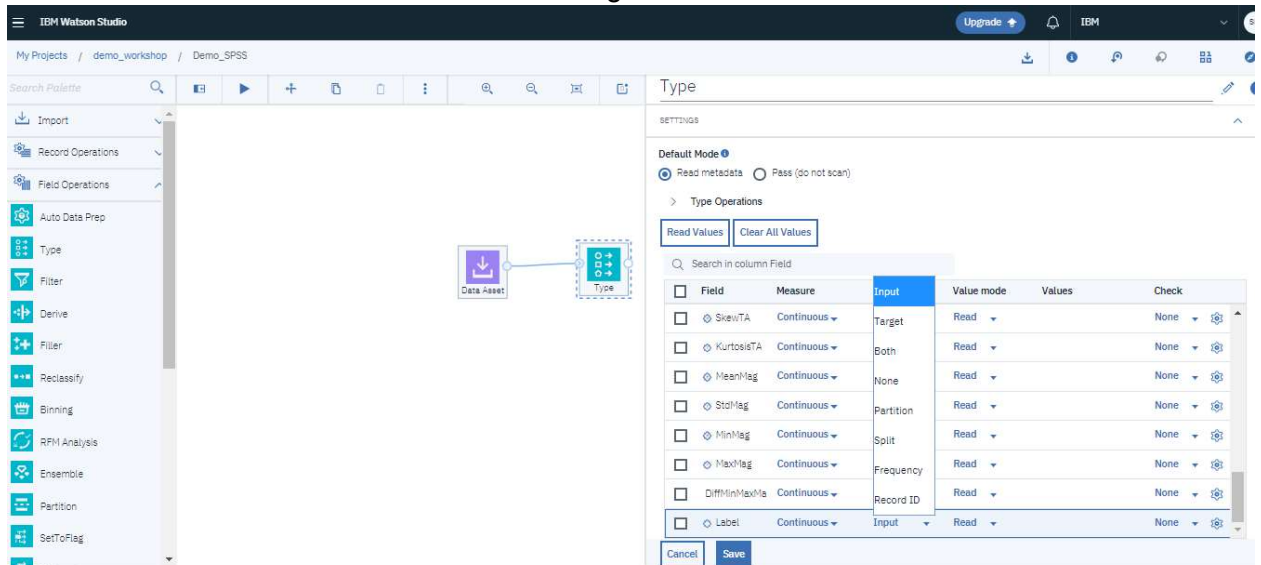 IBM Watson Studio
Upgrade
IBM
My Projects / demo_workshop / Demo_SPSS
Search Palette
Import
Record Operations
Field Operations
Auto Data Prep
Type
Filter
Derive
Filler
Reclassify
Binning
RFM Analysis
Ensemble
Partition
SetToFlag
Data Asset
Type
Type
SETTINGS
Default Mode
Read metadata Pass (do not scan)
Type Operations
Read Values Clear All Values
Search in column Field
Field Measure Input Value mode Values Check
SkewTA Continuous Target Read None
KurtosisTA Continuous Both Read None
MeanMag Continuous None Read None
StdMag Continuous Partition Read None
MinMag Continuous Split Read None
MaxMag Continuous Frequency Read None
DiffMinMaxMa Continuous Record ID Read None
Label Continuous Input Read None
Cancel Save